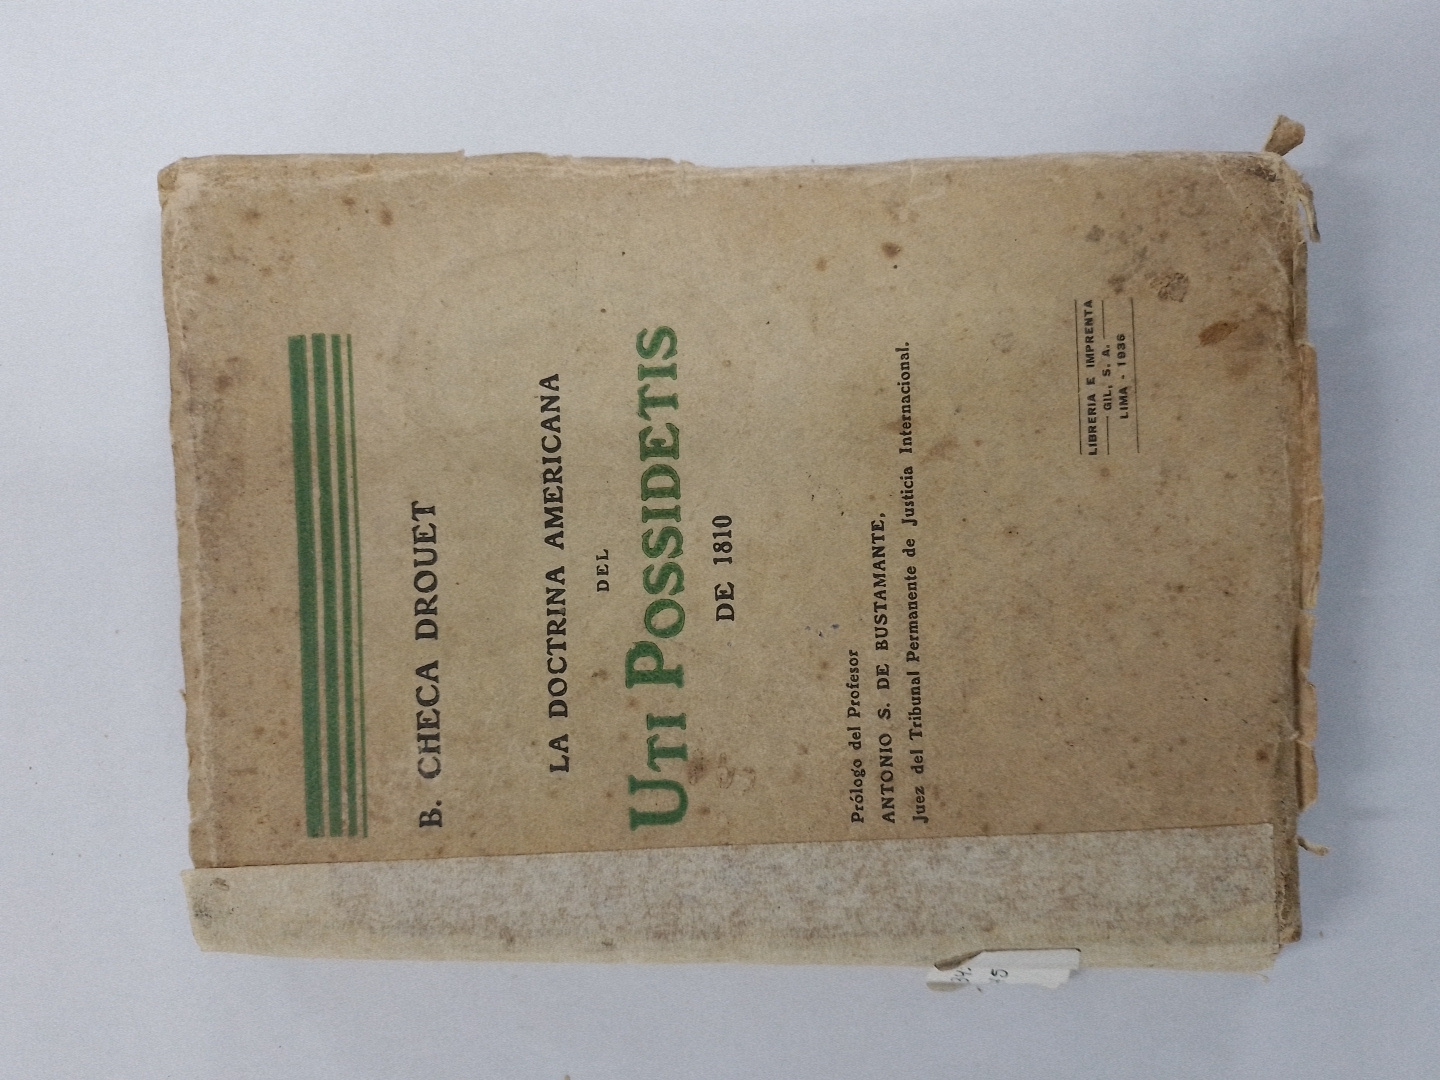 B. CHECA DROUET
LA DOCTRINA AMERICANA
DEL
UTI POSSIDETIS
DE 1810
Prólogo del Profesor
ANTONIO S. DE BUSTAMANTE,
Juez del Tribunal Permanente de Justicia Internacional.
LIBRERIA E IMPRENTA
GIL, S. A.
LIMA - 1936